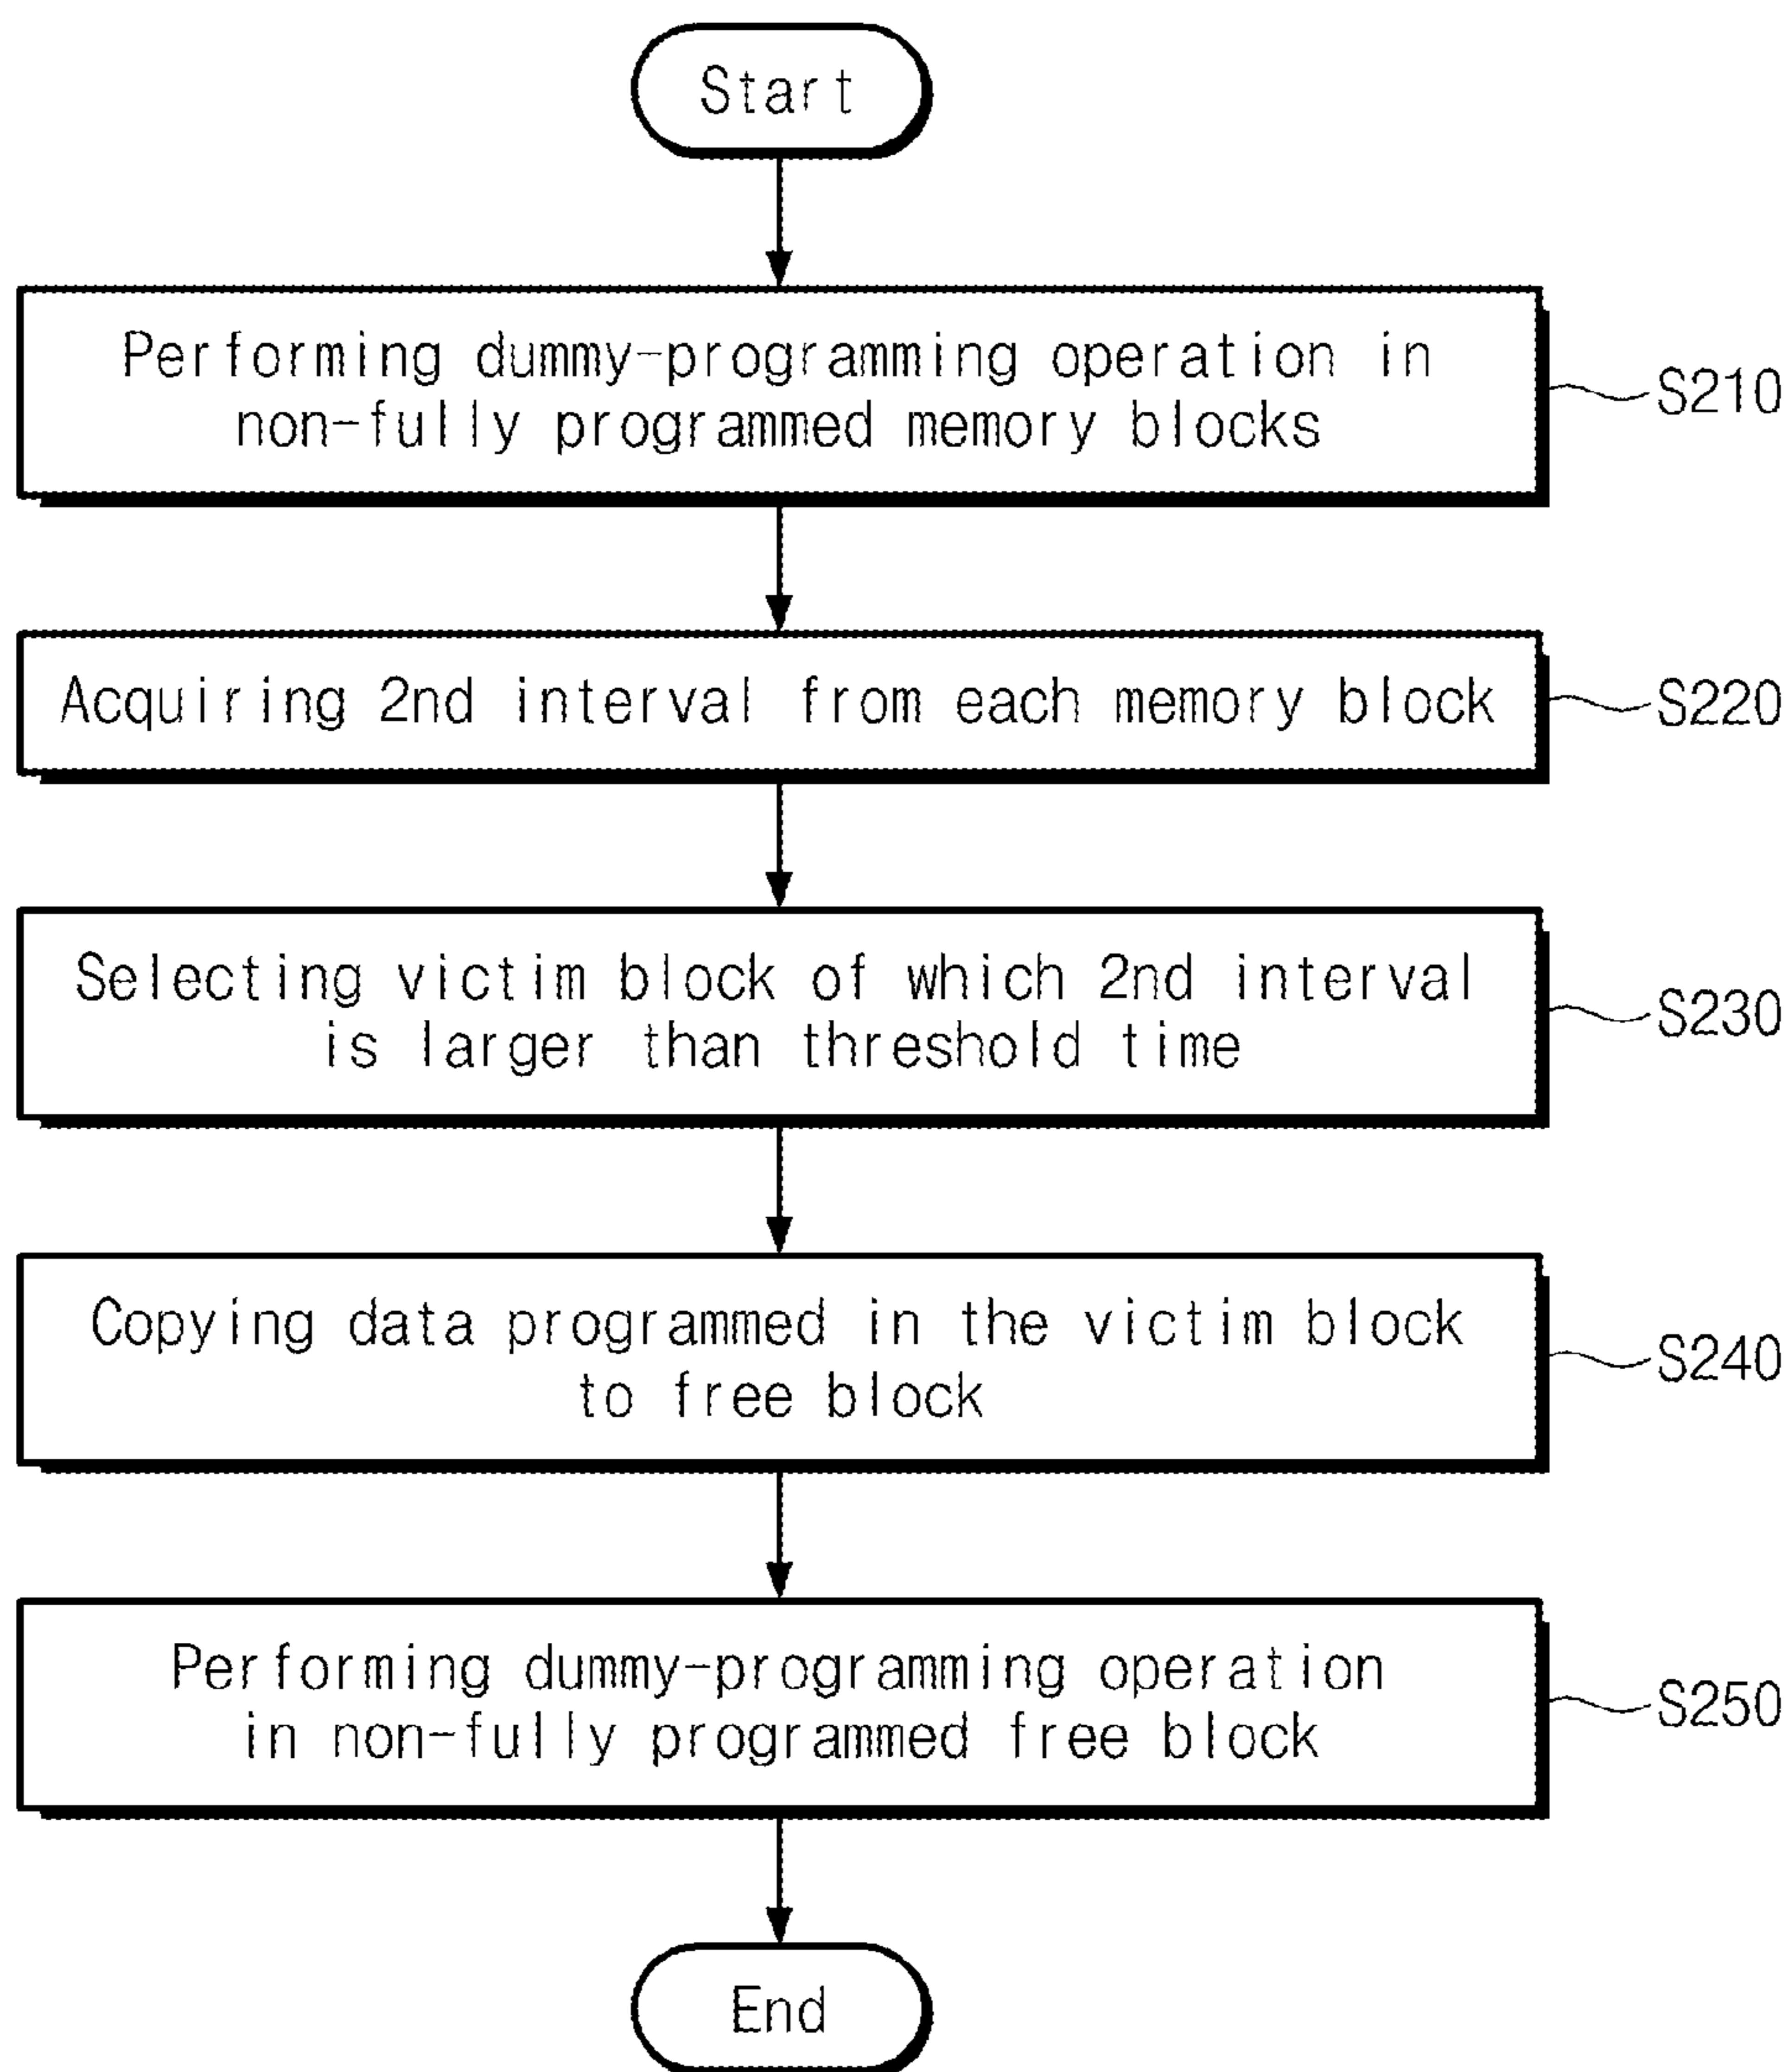 Start
Performing dummy-programming operation in
non-fully programmed memory blocks
S210
Acquiring 2nd interval from each memory block
S220
Selecting victim block of which 2nd interval
is larger than threshold time
S230
Copying data programmed in the victim block
to free block
S240
Performing dummy-programming operation
in non-fully programmed free block
S250
End